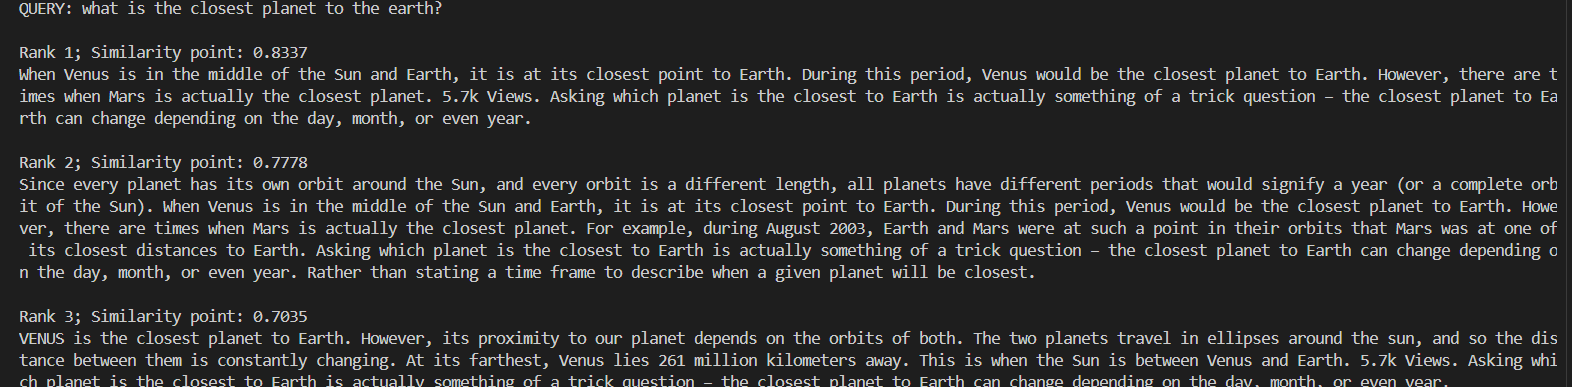 QUERY: what is the closest planet to the earth?
Rank 1; Similarity point: 0.8337
When Venus is in the middle of the Sun and Earth, it is at its closest point to Earth. During this period, Venus would be the closest planet to Earth. However, there are t
imes when Mars is actually the closest planet. 5.7k Views. Asking which planet is the closest to Earth is actually something of a trick question – the closest planet to Ea
rth can change depending on the day, month, or even year.
Rank 2; Similarity point: 0.7778
Since every planet has its own orbit around the Sun, and every orbit is a different length, all planets have different periods that would signify a year (or a complete orb
it of the Sun). When Venus is in the middle of the Sun and Earth, it is at its closest point to Earth. During this period, Venus would be the closest planet to Earth. Howe
ver, there are times when Mars is actually the closest planet. For example, during August 2003, Earth and Mars were at such a point in their orbits that Mars was at one of
its closest distances to Earth. Asking which planet is the closest to Earth is actually something of a trick question – the closest planet to Earth can change depending o
n the day, month, or even year. Rather than stating a time frame to describe when a given planet will be closest.
Rank 3; Similarity point: 0.7035
VENUS is the closest planet to Earth. However, its proximity to our planet depends on the orbits of both. The two planets travel in ellipses around the sun, and so the dis
tance between them is constantly changing. At its farthest, Venus lies 261 million kilometers away. This is when the Sun is between Venus and Earth. 5.7k Views. Asking whi
ch planet is the closest to Earth is actually something of a trick question – the closest planet to Earth can change depending on the day, month, or even year.